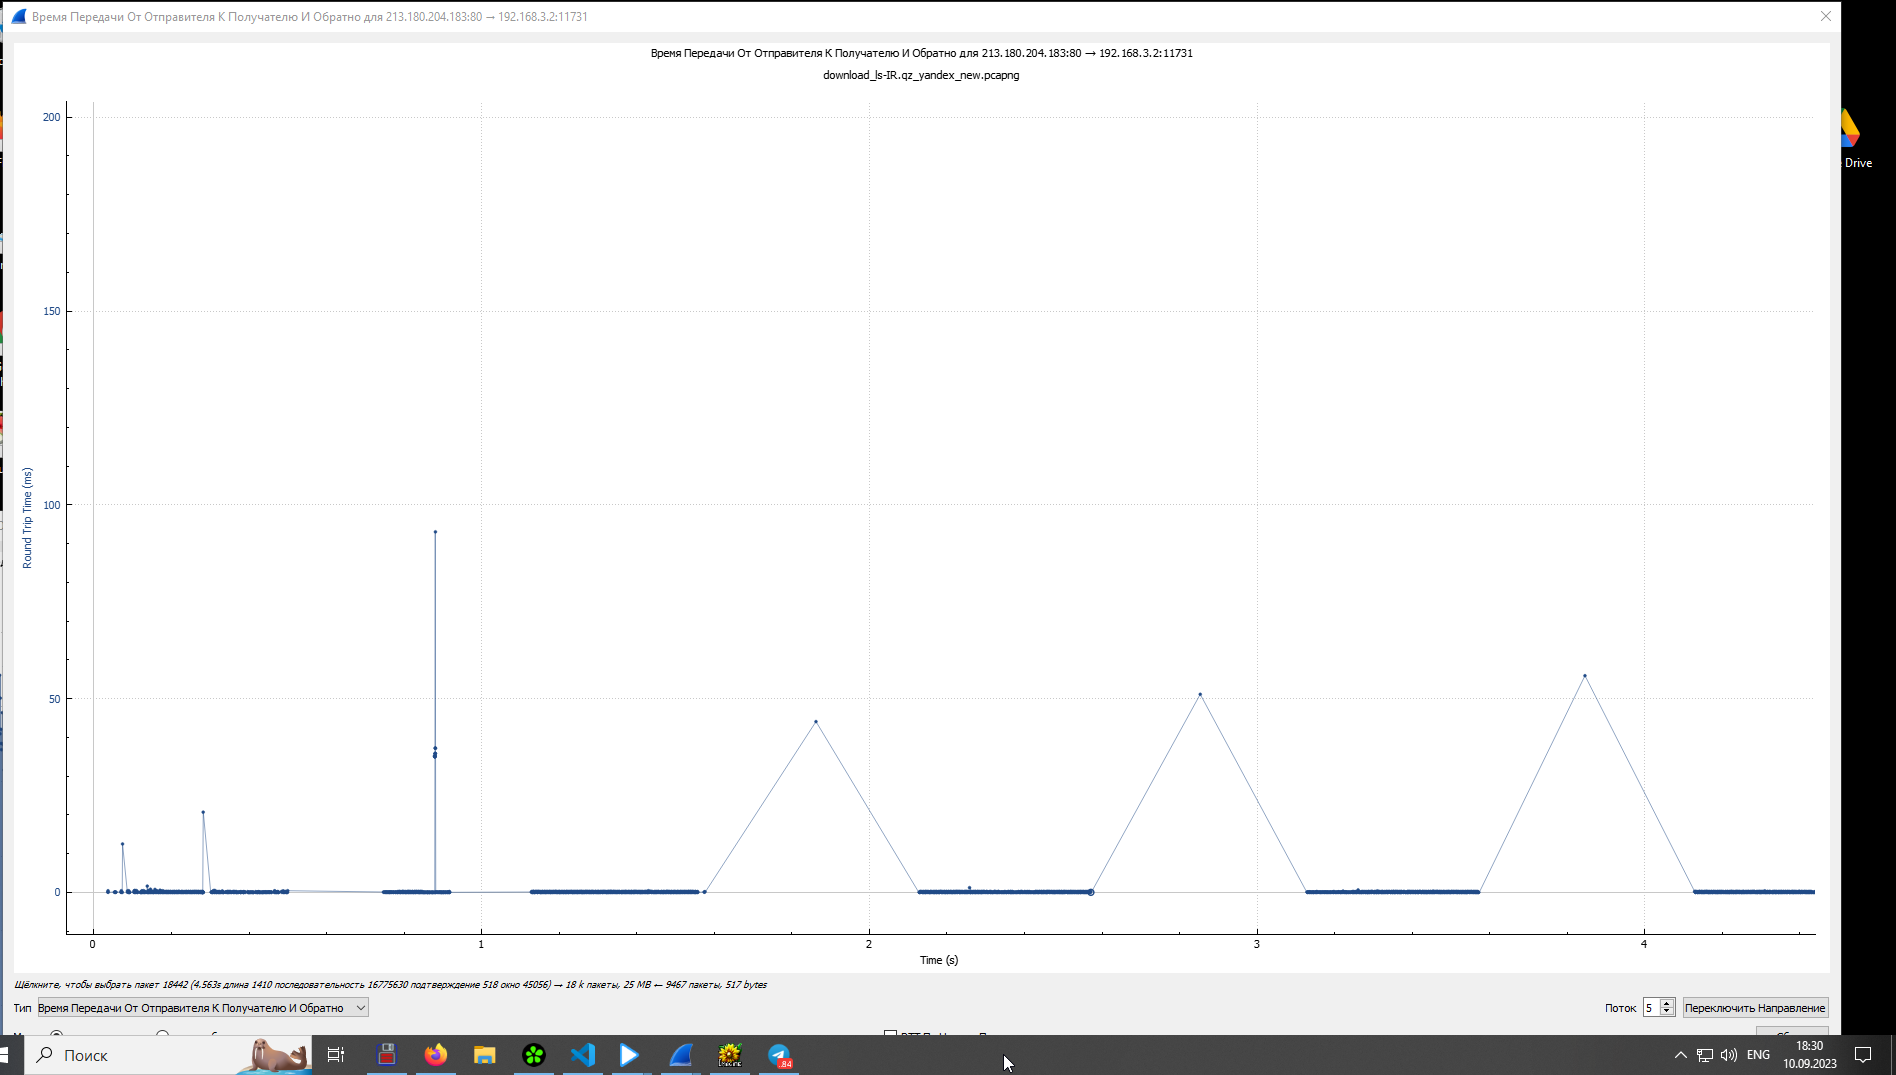 Время Передачи От Отправителя К Получателю И Обратно для 213.180.204.183:80 → 192.168.3.2:11731
Время Передачи От Отправителя К Получателю И Обратно для 213.180.204.183:80 → 192.168.3.2:11731
download_ls-lR.qz_yandex_new.pcapng
200
150
100
50
0
Round Trip Time (ms)
0 1 2 3 4
Time (s)
Drive
Щёлкните, чтобы выбрать пакет 18442 (4.563s длина 1410 последовательность 16775630 подтверждение 518 окно 45056) → 18 k пакеты, 25 MB ← 9467 пакеты, 517 bytes
Тип Время Передачи От Отправителя К Получателю И Обратно
Поток 5 Переключить Направление
Поиск
84
ENG
18:30
10.09.2023